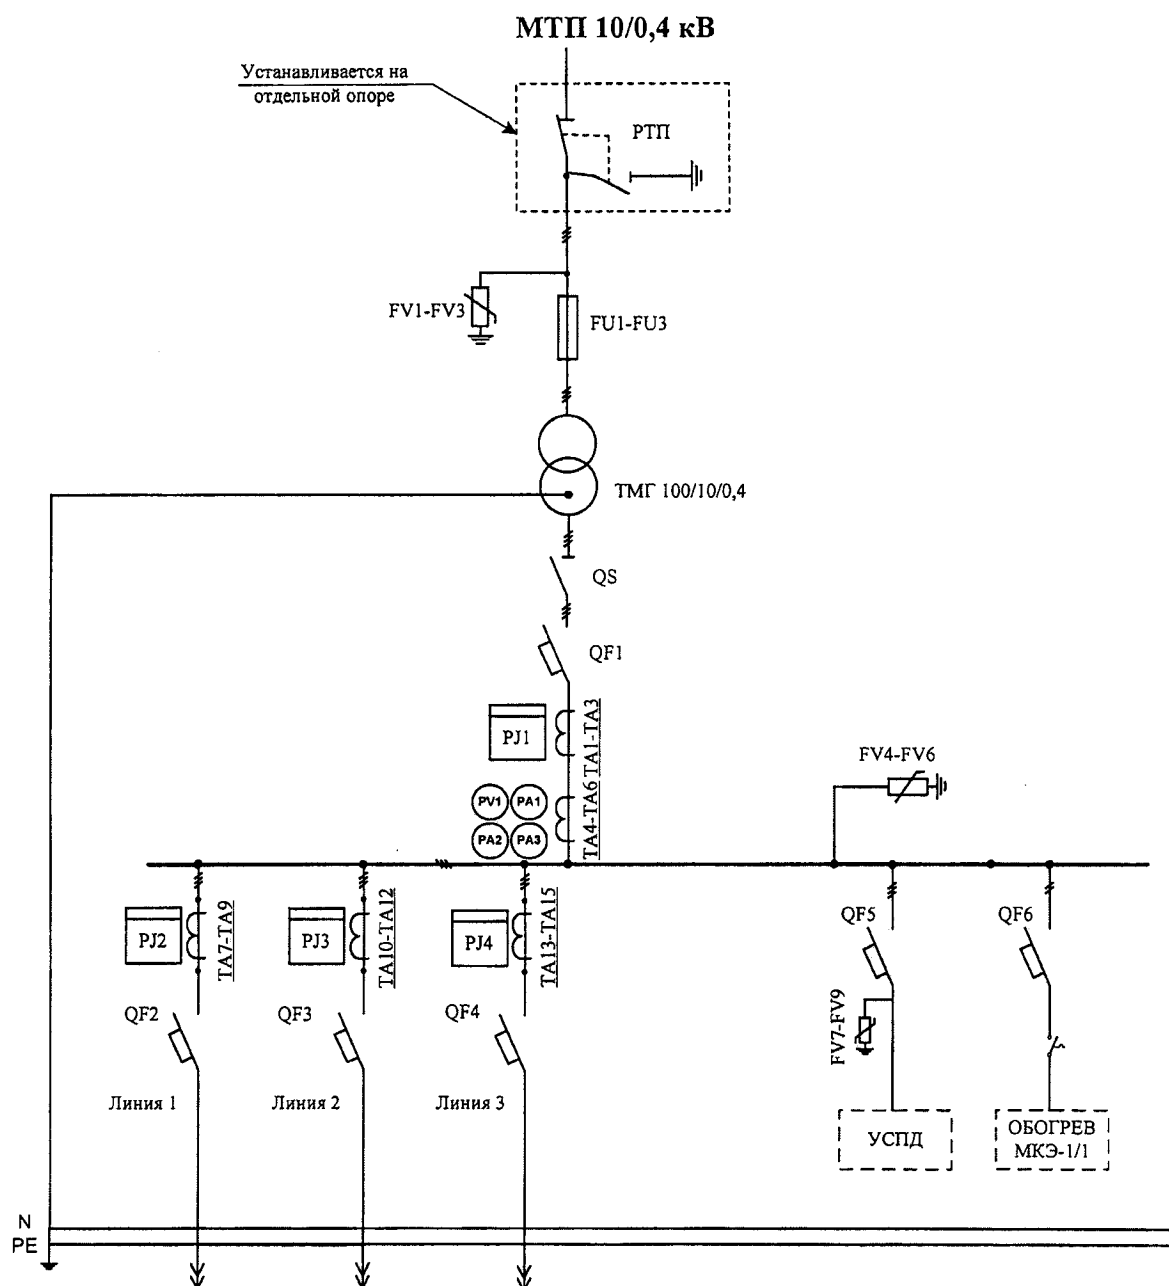 МТП 10/0,4 кВ
Устанавливается на
отдельной опоре
РТП
FV1-FV3
FU1-FU3
ТМГ 100/10/0,4
QS
QF1
PJ1
TA1-TA3
FV4-FV6
PV1
PA1
PA2
PA3
TA4-TA6
PJ2
TA7-TA9
PJ3
TA10-TA12
PJ4
TA13-TA15
QF5
QF6
QF2
QF3
QF4
FV7-FV9
Линия 1
Линия 2
Линия 3
УСПД
ОБОГРЕВ
МКЭ-1/1
N
PE